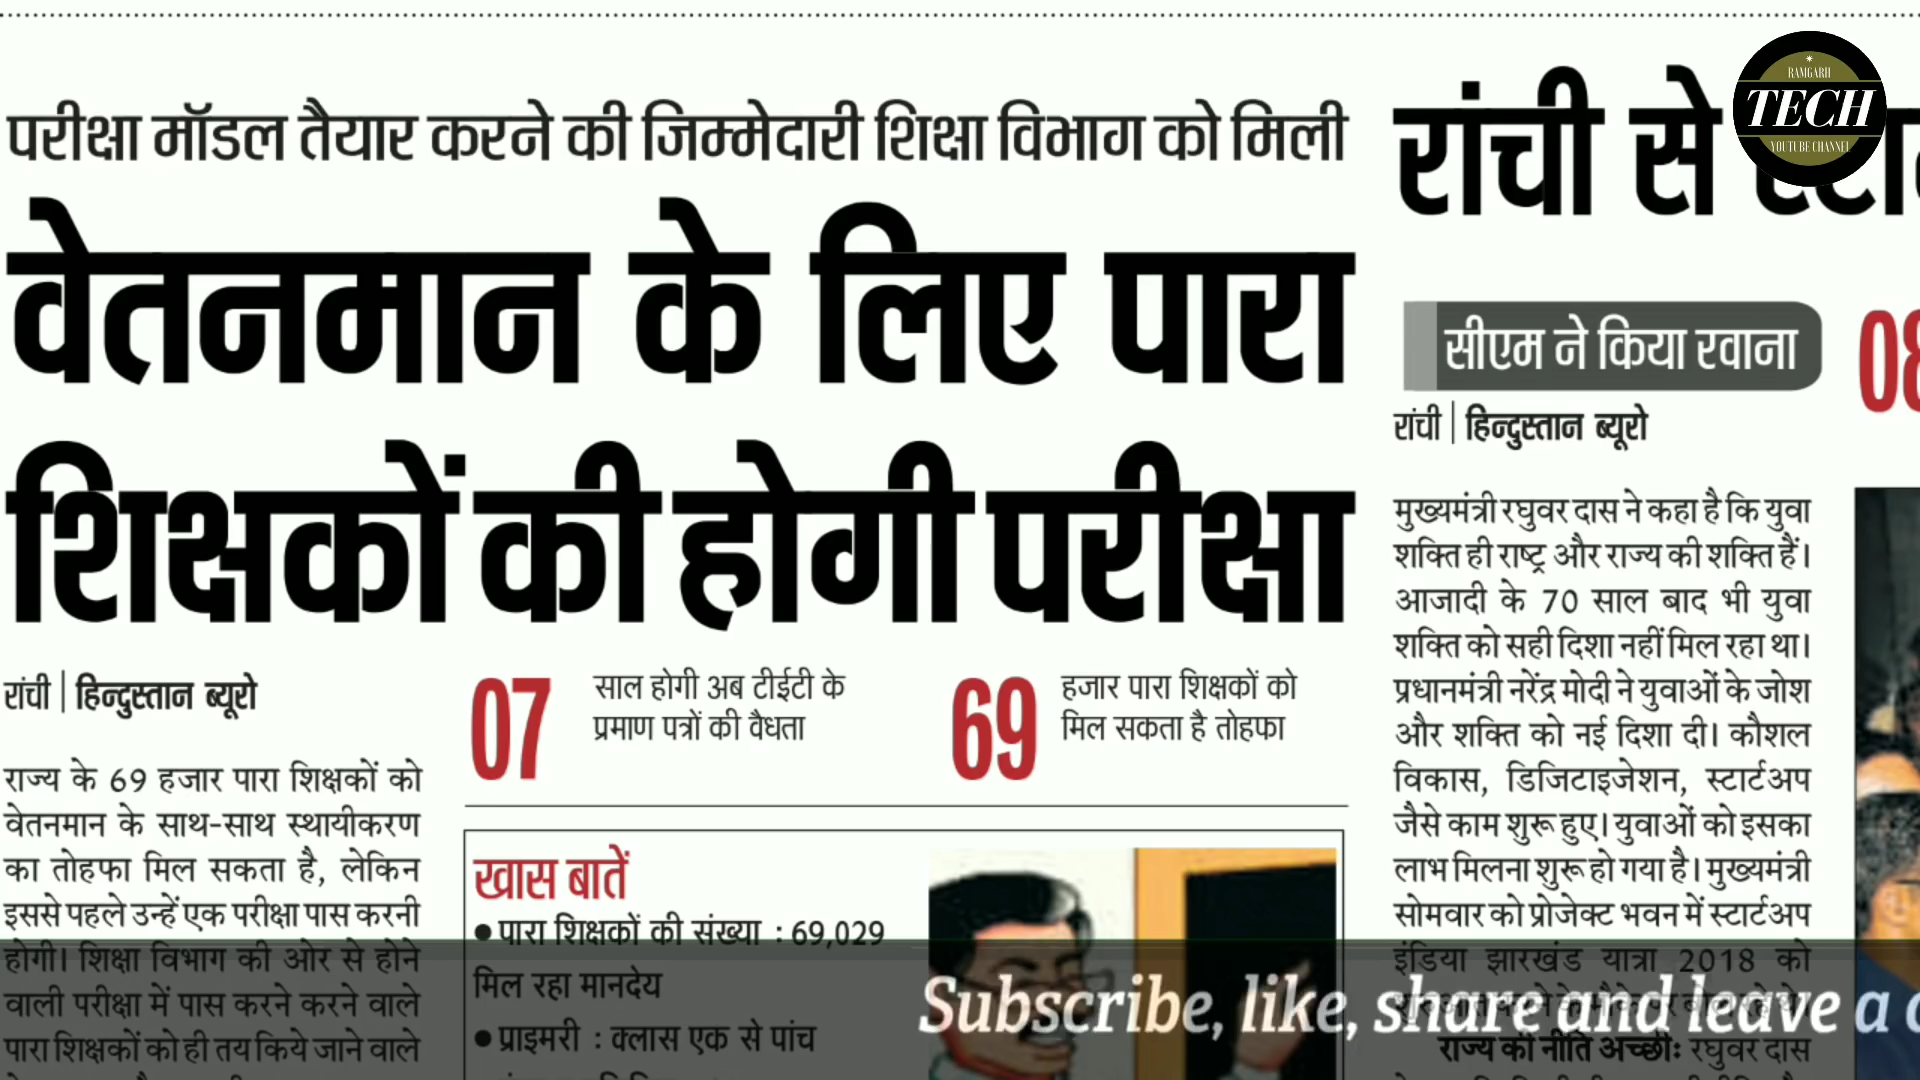 परीक्षा मॉडल तैयार करने की जिम्मेदारी शिक्षा विभाग को मिली
वेतनमान के लिए पारा
शिक्षकों की होगी परीक्षा
रांची | हिन्दुस्तान ब्यूरो
राज्य के 69 हजार पारा शिक्षकों को
वेतनमान के साथ-साथ स्थायीकरण
का तोहफा मिल सकता है, लेकिन
इससे पहले उन्हें एक परीक्षा पास करनी
होगी। शिक्षा विभाग की ओर से होने
वाली परीक्षा में पास करने करने वाले
पारा शिक्षकों को ही तय किये जाने वाले
07
साल होगी अब टीईटी के
प्रमाण पत्रों की वैधता
69
हजार पारा शिक्षकों को
मिल सकता है तोहफा
खास बातें
● पारा शिक्षकों की संख्या : 69,029
मिल रहा मानदेय
● प्राइमरी : क्लास एक से पांच
रांची से
RAMGARH
TECH
YOUTUBE CHANNEL
सीएम ने किया रवाना
08
रांची | हिन्दुस्तान ब्यूरो
मुख्यमंत्री रघुवर दास ने कहा है कि युवा
शक्ति ही राष्ट्र और राज्य की शक्ति हैं।
आजादी के 70 साल बाद भी युवा
शक्ति को सही दिशा नहीं मिल रहा था।
प्रधानमंत्री नरेंद्र मोदी ने युवाओं के जोश
और शक्ति को नई दिशा दी। कौशल
विकास, डिजिटाइजेशन, स्टार्टअप
जैसे काम शुरू हुए। युवाओं को इसका
लाभ मिलना शुरू हो गया है। मुख्यमंत्री
सोमवार को प्रोजेक्ट भवन में स्टार्टअप
इंडिया झारखंड यात्रा 2018 को
राज्य की नीति अच्छी: रघुवर दास
Subscribe, like, share and leave a